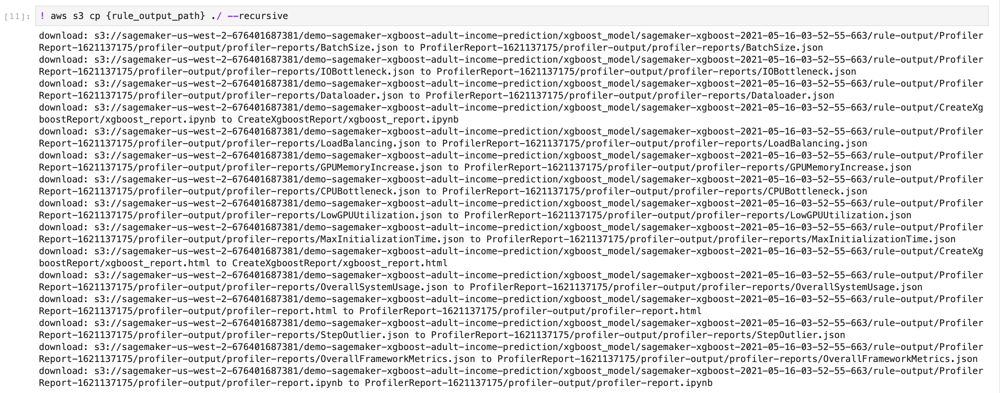 [11]: ! aws s3 cp {rule_output_path} ./ --recursive
download: s3://sagemaker-us-west-2-676401687381/demo-sagemaker-xgboost-adult-income-prediction/xgboost_model/sagemaker-xgboost-2021-05-16-03-52-55-663/rule-output/Profiler
Report-1621137175/profiler-output/profiler-reports/BatchSize.json to ProfilerReport-1621137175/profiler-output/profiler-reports/BatchSize.json
download: s3://sagemaker-us-west-2-676401687381/demo-sagemaker-xgboost-adult-income-prediction/xgboost_model/sagemaker-xgboost-2021-05-16-03-52-55-663/rule-output/Profiler
Report-1621137175/profiler-output/profiler-reports/IOBottleneck.json to ProfilerReport-1621137175/profiler-output/profiler-reports/IOBottleneck.json
download: s3://sagemaker-us-west-2-676401687381/demo-sagemaker-xgboost-adult-income-prediction/xgboost_model/sagemaker-xgboost-2021-05-16-03-52-55-663/rule-output/Profiler
Report-1621137175/profiler-output/profiler-reports/Dataloader.json to ProfilerReport-1621137175/profiler-output/profiler-reports/Dataloader.json
download: s3://sagemaker-us-west-2-676401687381/demo-sagemaker-xgboost-adult-income-prediction/xgboost_model/sagemaker-xgboost-2021-05-16-03-52-55-663/rule-output/CreateXg
boostReport/xgboost_report.ipynb to CreateXgboostReport/xgboost_report.ipynb
download: s3://sagemaker-us-west-2-676401687381/demo-sagemaker-xgboost-adult-income-prediction/xgboost_model/sagemaker-xgboost-2021-05-16-03-52-55-663/rule-output/Profiler
Report-1621137175/profiler-output/profiler-reports/LoadBalancing.json to ProfilerReport-1621137175/profiler-output/profiler-reports/LoadBalancing.json
download: s3://sagemaker-us-west-2-676401687381/demo-sagemaker-xgboost-adult-income-prediction/xgboost_model/sagemaker-xgboost-2021-05-16-03-52-55-663/rule-output/Profiler
Report-1621137175/profiler-output/profiler-reports/GPUMemoryIncrease.json to ProfilerReport-1621137175/profiler-output/profiler-reports/GPUMemoryIncrease.json
download: s3://sagemaker-us-west-2-676401687381/demo-sagemaker-xgboost-adult-income-prediction/xgboost_model/sagemaker-xgboost-2021-05-16-03-52-55-663/rule-output/Profiler
Report-1621137175/profiler-output/profiler-reports/CPUBottleneck.json to ProfilerReport-1621137175/profiler-output/profiler-reports/CPUBottleneck.json
download: s3://sagemaker-us-west-2-676401687381/demo-sagemaker-xgboost-adult-income-prediction/xgboost_model/sagemaker-xgboost-2021-05-16-03-52-55-663/rule-output/Profiler
Report-1621137175/profiler-output/profiler-reports/LowGPUUtilization.json to ProfilerReport-1621137175/profiler-output/profiler-reports/LowGPUUtilization.json
download: s3://sagemaker-us-west-2-676401687381/demo-sagemaker-xgboost-adult-income-prediction/xgboost_model/sagemaker-xgboost-2021-05-16-03-52-55-663/rule-output/Profiler
Report-1621137175/profiler-output/profiler-reports/MaxInitializationTime.json to ProfilerReport-1621137175/profiler-output/profiler-reports/MaxInitializationTime.json
download: s3://sagemaker-us-west-2-676401687381/demo-sagemaker-xgboost-adult-income-prediction/xgboost_model/sagemaker-xgboost-2021-05-16-03-52-55-663/rule-output/CreateXg
boostReport/xgboost_report.html to CreateXgboostReport/xgboost_report.html
download: s3://sagemaker-us-west-2-676401687381/demo-sagemaker-xgboost-adult-income-prediction/xgboost_model/sagemaker-xgboost-2021-05-16-03-52-55-663/rule-output/Profiler
Report-1621137175/profiler-output/profiler-reports/OverallSystemUsage.json to ProfilerReport-1621137175/profiler-output/profiler-reports/OverallSystemUsage.json
download: s3://sagemaker-us-west-2-676401687381/demo-sagemaker-xgboost-adult-income-prediction/xgboost_model/sagemaker-xgboost-2021-05-16-03-52-55-663/rule-output/Profiler
Report-1621137175/profiler-output/profiler-report.html to ProfilerReport-1621137175/profiler-output/profiler-report.html
download: s3://sagemaker-us-west-2-676401687381/demo-sagemaker-xgboost-adult-income-prediction/xgboost_model/sagemaker-xgboost-2021-05-16-03-52-55-663/rule-output/Profiler
Report-1621137175/profiler-output/profiler-reports/StepOutlier.json to ProfilerReport-1621137175/profiler-output/profiler-reports/StepOutlier.json
download: s3://sagemaker-us-west-2-676401687381/demo-sagemaker-xgboost-adult-income-prediction/xgboost_model/sagemaker-xgboost-2021-05-16-03-52-55-663/rule-output/Profiler
Report-1621137175/profiler-output/profiler-reports/OverallFrameworkMetrics.json to ProfilerReport-1621137175/profiler-output/profiler-reports/OverallFrameworkMetrics.json
download: s3://sagemaker-us-west-2-676401687381/demo-sagemaker-xgboost-adult-income-prediction/xgboost_model/sagemaker-xgboost-2021-05-16-03-52-55-663/rule-output/Profiler
Report-1621137175/profiler-output/profiler-report.ipynb to ProfilerReport-1621137175/profiler-output/profiler-report.ipynb